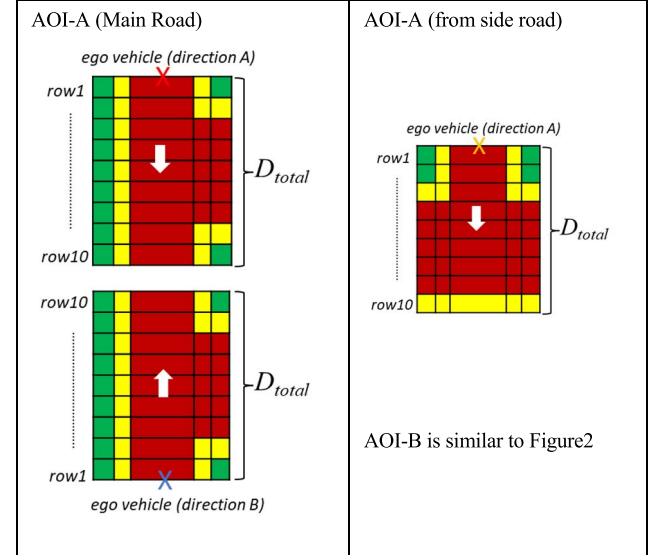 AOI-A (Main Road)
ego vehicle (direction A)
X
row1
D_total
row10
row10
D_total
row1
X
ego vehicle (direction B)
AOI-A (from side road)
ego vehicle (direction A)
X
row1
D_total
row10
AOI-B is similar to Figure2